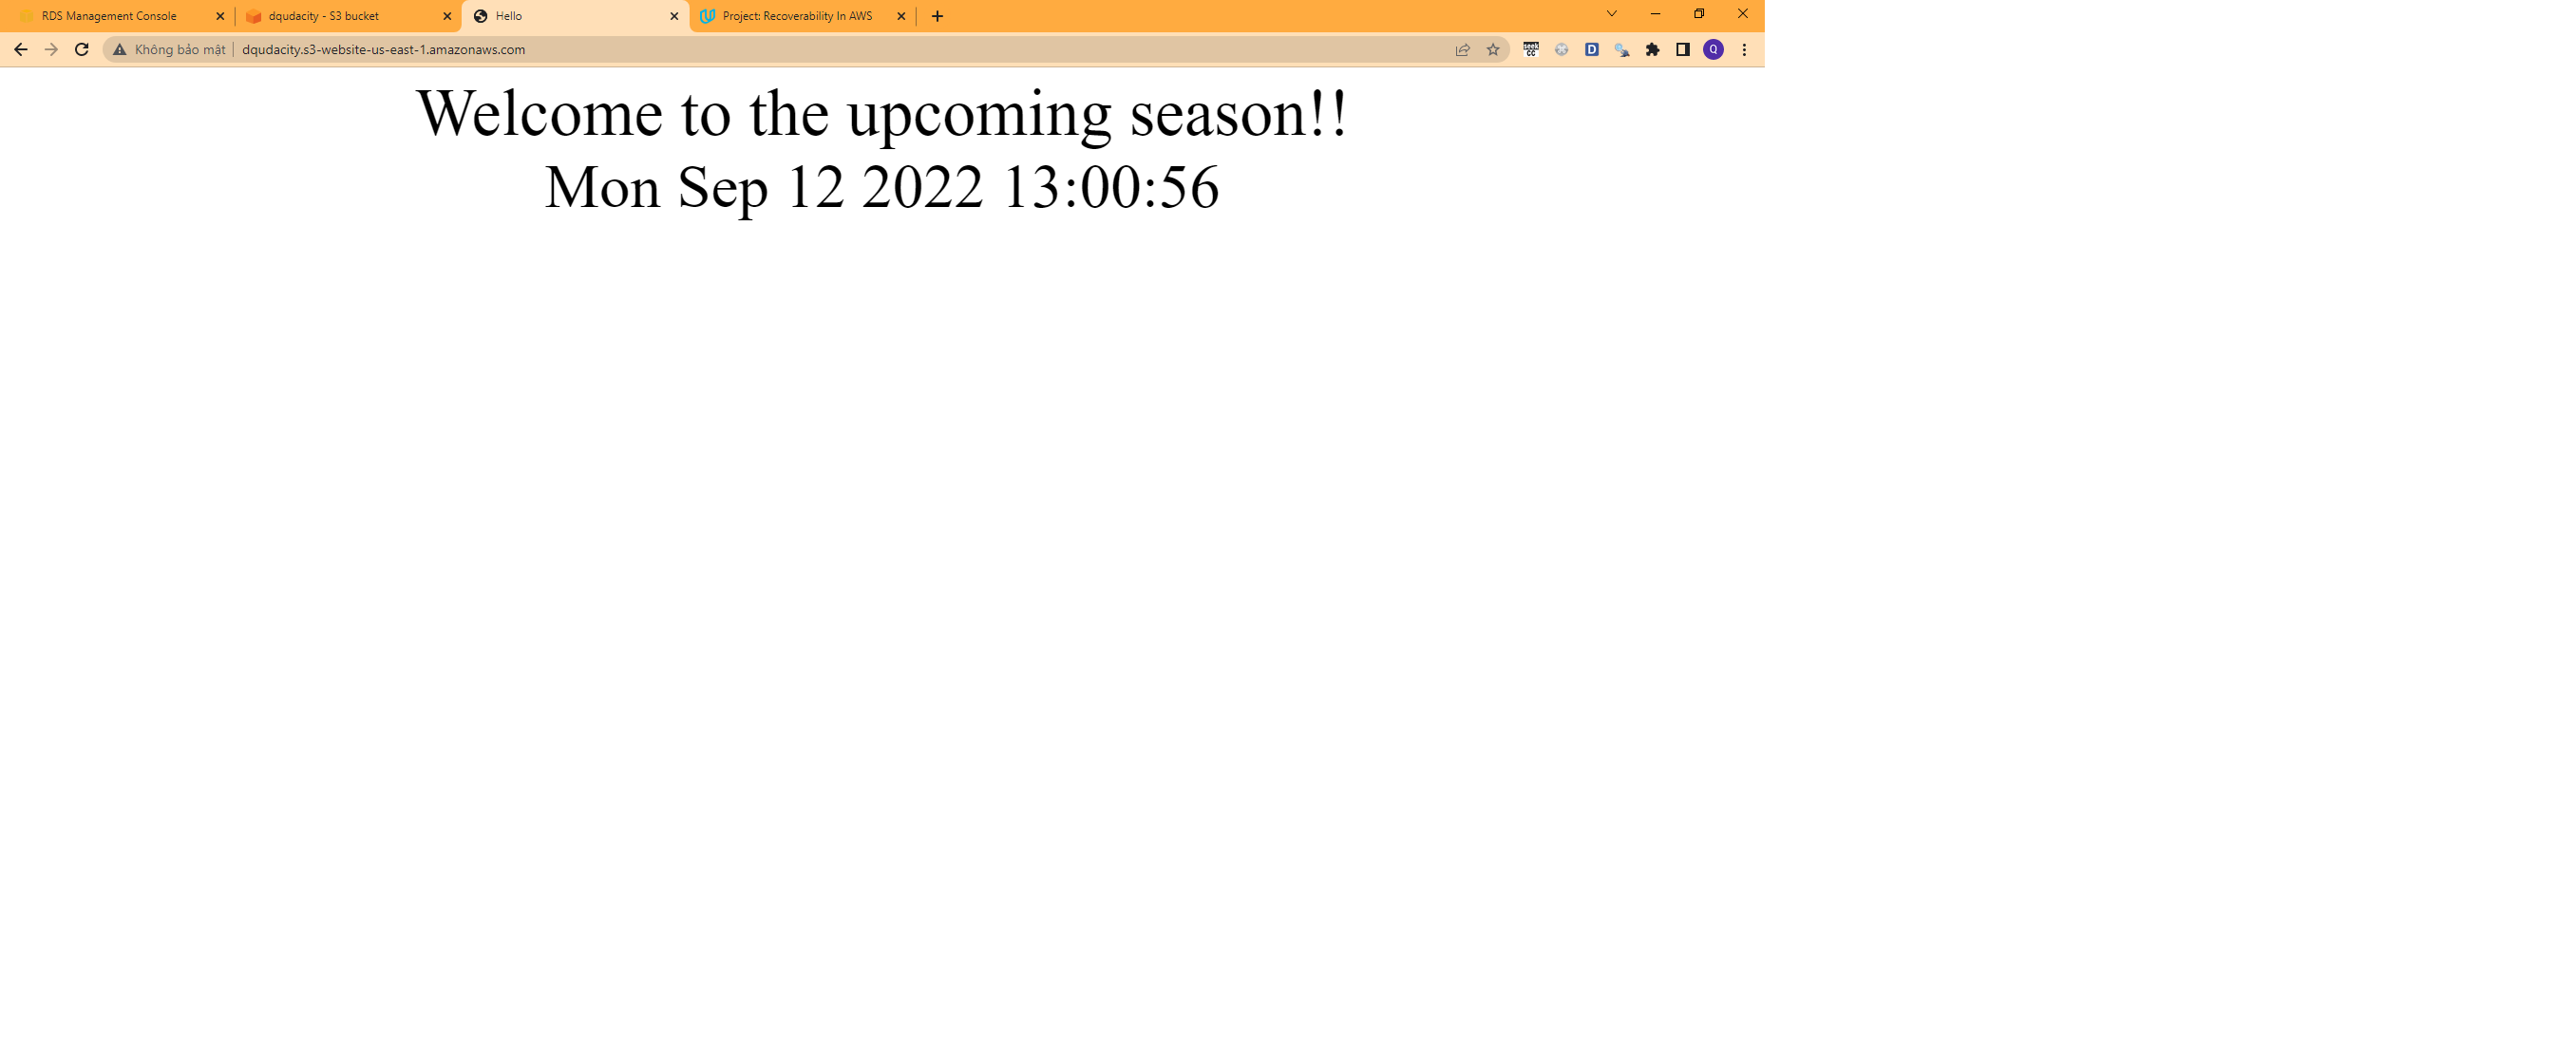 RDS Management Console
dqudacity - S3 bucket
Hello
Project: Recoverability In AWS
Không bảo mật
dqudacity.s3-website-us-east-1.amazonaws.com
D
Q
Welcome to the upcoming season!!
Mon Sep 12 2022 13:00:56